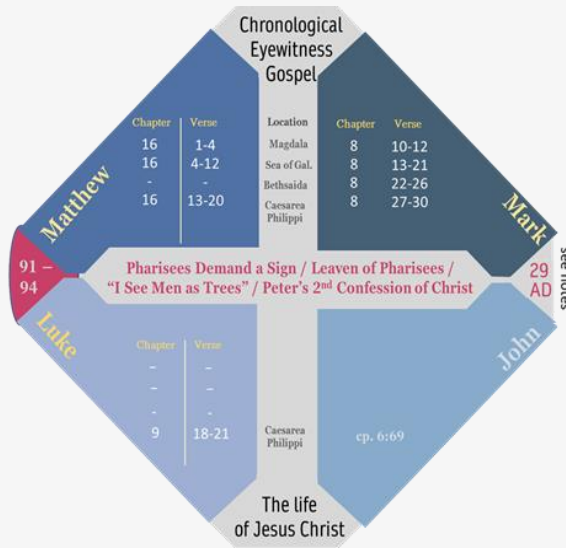 Chronological
Eyewitness
Gospel
Matthew
Chapter Verse
16 1-4
16 4-12
- -
16 13-20
Location
Magdala
Sea of Gal.
Bethsaida
Caesarea
Philippi
Mark
Chapter Verse
8 10-12
8 13-21
8 22-26
8 27-30
91 –
94
Pharisees Demand a Sign / Leaven of Pharisees /
“I See Men as Trees” / Peter’s 2nd Confession of Christ
29
AD
see notes
Luke
Chapter Verse
– –
– –
- -
9 18-21
Caesarea
Philippi
John
cp. 6:69
The life
of Jesus Christ